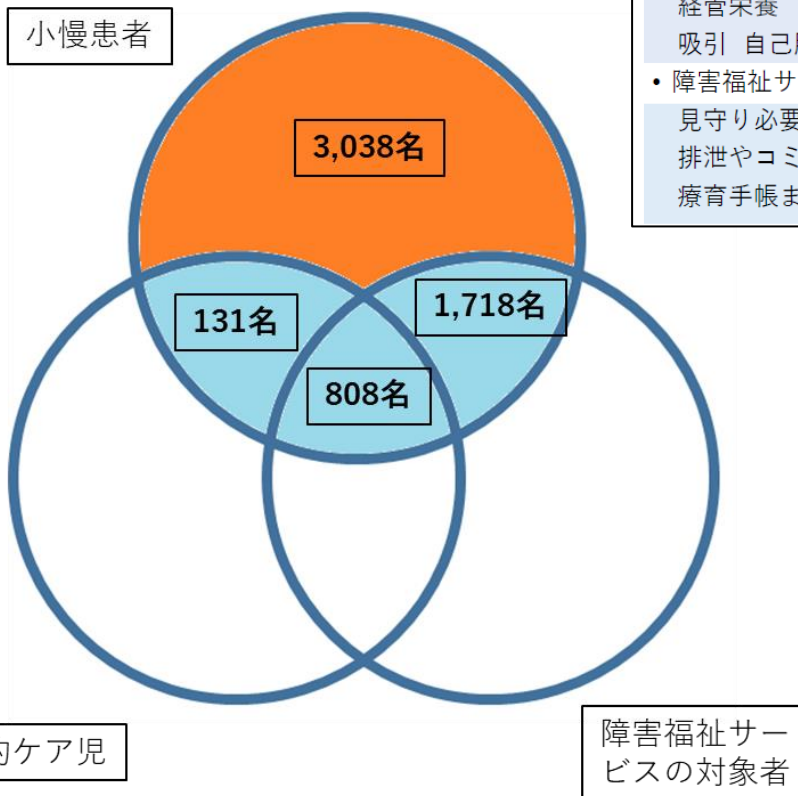 小慢患者
経管栄養
吸引 自己
• 障害福祉サ
見守り必要
排泄やコミ
療育手帳ま
3,038名
131名
1,718名
808名
ケア児
障害福祉サー
ビスの対象者